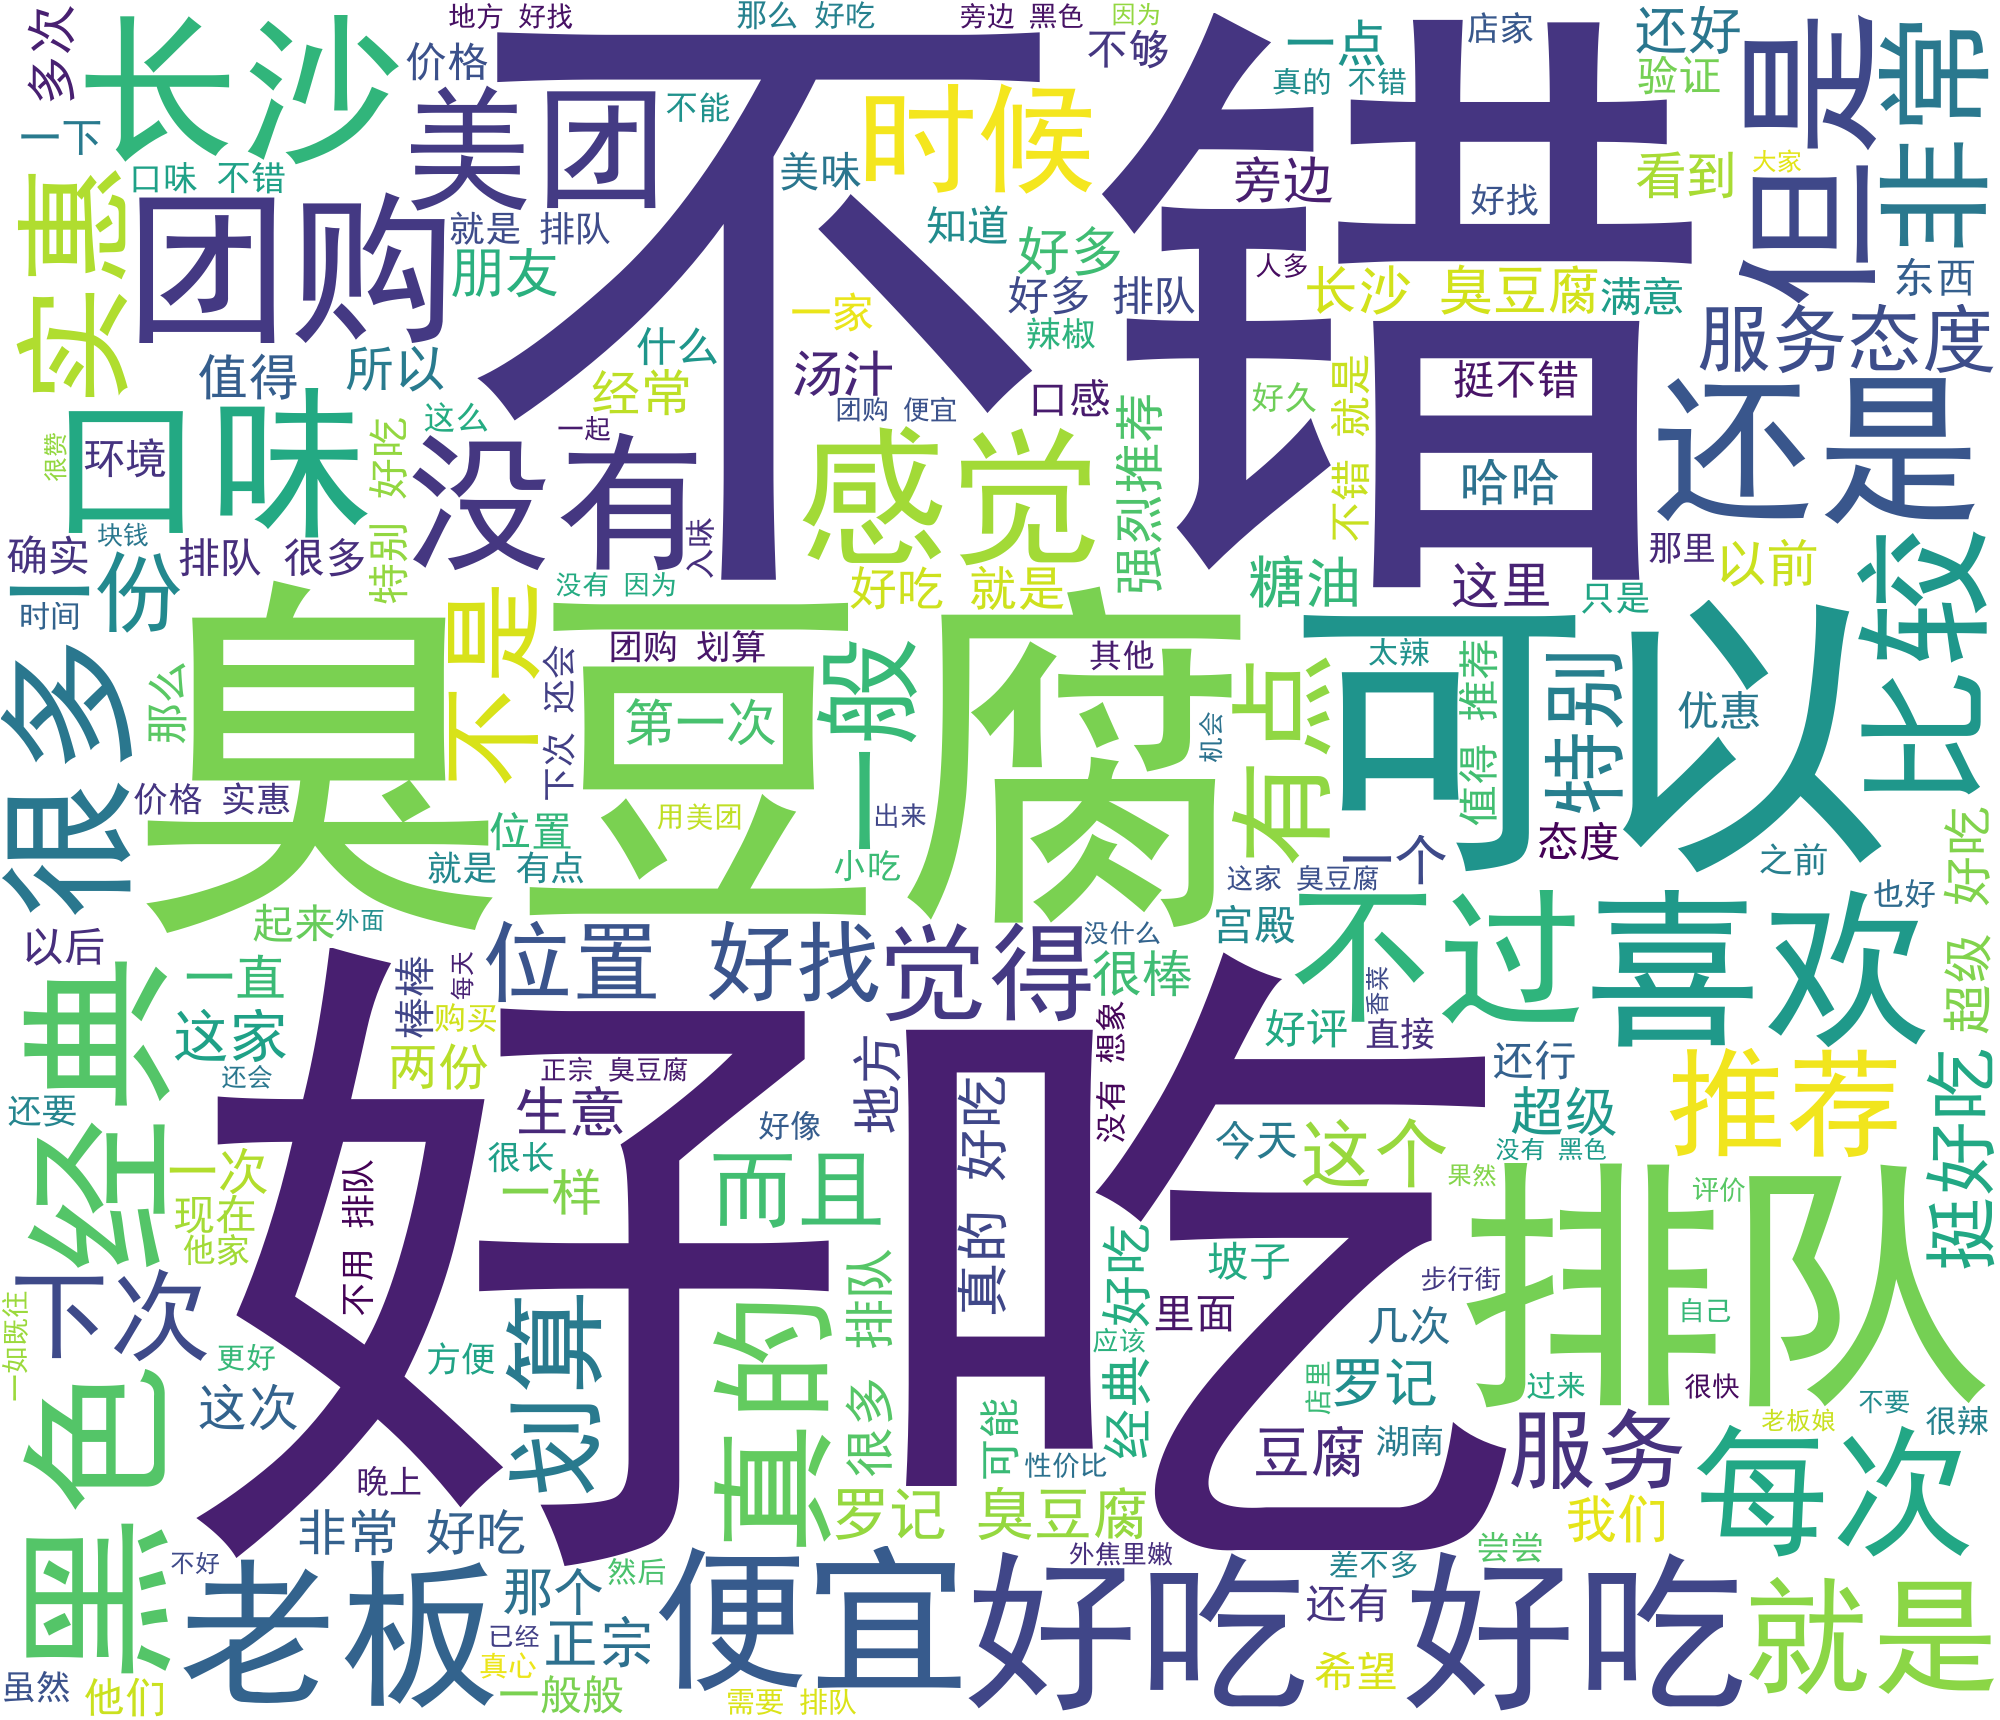 地方 好找
那么 好吃
旁边 黑色
因为
多次
长沙
价格
不错
不够
一点
店家
还好
但是
非常
真的 不错
验证
一下
美团
不能
时候
口味 不错
美味
旁边
好找
看到
大家
实惠
团购
就是 排队
知道
好多
人多
东西
朋友
好多 排队
长沙 臭豆腐
满意
服务态度
一家
辣椒
什么
值得
所以
汤汁
挺不错
还是
经常
口感
团购 便宜
好久
不错 就是
口味
环境
这么
一起
很赞
特别 好吃
没有
感觉
强烈推荐
哈哈
块钱
入味
确实
排队 很多
那里
以前
比较
一份
没有 因为
好吃 就是
糖油
这里
只是
时间
臭豆腐
不是
可以
团购 划算
其他
太辣
很多
那么
下次 还会
第一次
一般
有点
值得 推荐
特别
优惠
机会
价格 实惠
用美团
出来
位置
就是 有点
小吃
一个
态度
之前
超级 好吃
这家 臭豆腐
也好
起来
外面
以后
位置 好找
觉得
没什么
宫殿
不过
喜欢
很棒
香菜
经典
一直
棒棒
每天
购买
好评
直接
这家
两份
正宗 臭豆腐
地方
真的 好吃
没有 想象
还行
推荐
挺好吃
还会
还要
好吃
生意
好像
超级
今天
这个
没有 黑色
很长
一次
不用 排队
一样
而且
果然
评价
排队
现在
他家
坡子
经典 好吃
步行街
下次
很多 排队
里面
自己
一如既往
更好
方便
划算
真的
应该
几次
罗记
店里
过来
很快
这次
不要
老板娘
很辣
黑色
可能
豆腐
湖南
服务
每次
晚上
性价比
罗记 臭豆腐
我们
非常 好吃
不好
老板
然后
那个
便宜
好吃 好吃
外焦里嫩
差不多
尝尝
就是
还有
已经
正宗
真心
希望
虽然
他们
一般般
需要 排队